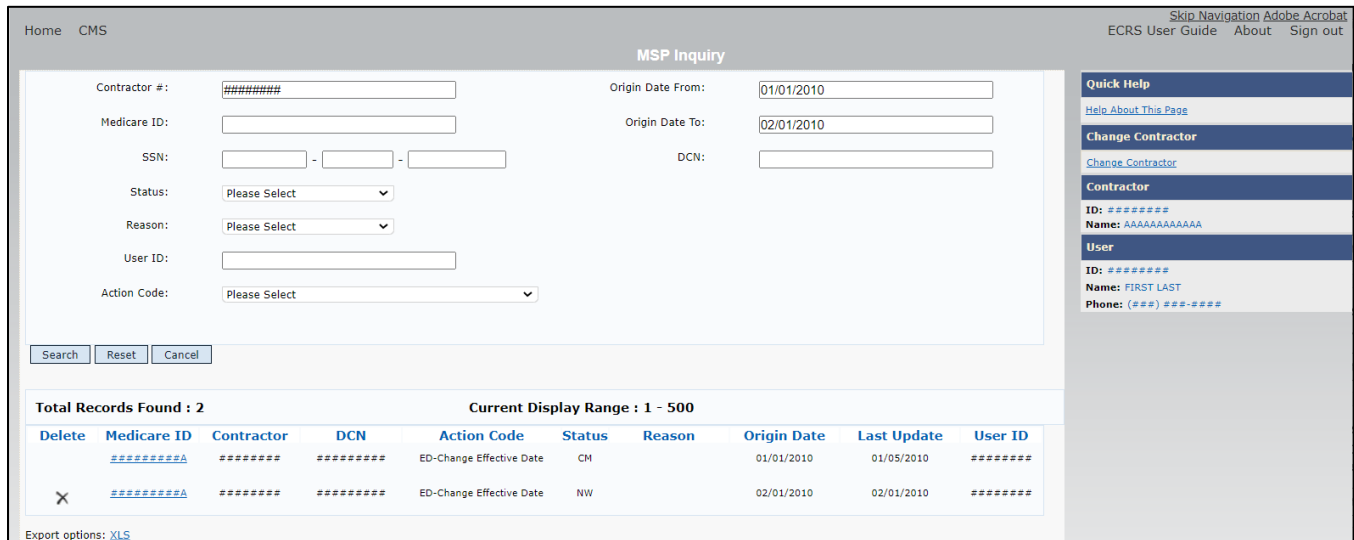 Skip Navigation Adobe Acrobat
Home CMS ECRS User Guide About Sign out
MSP Inquiry
Contractor #: ######## Origin Date From: 01/01/2010
Medicare ID: Origin Date To: 02/01/2010
SSN: - - DCN:
Status: Please Select
Reason: Please Select
User ID:
Action Code: Please Select
Search Reset Cancel
Quick Help
Help About This Page
Change Contractor
Change Contractor
Contractor
ID: ########
Name: AAAAAAAAAAAA
User
ID: ########
Name: FIRST LAST
Phone: (###) ###-####
Total Records Found : 2 Current Display Range : 1 - 500
Delete Medicare ID Contractor DCN Action Code Status Reason Origin Date Last Update User ID
#########A ######## ######### ED-Change Effective Date CM 01/01/2010 01/05/2010 ########
#########A ######## ######### ED-Change Effective Date NW 02/01/2010 02/01/2010 ########
Export options: XLS